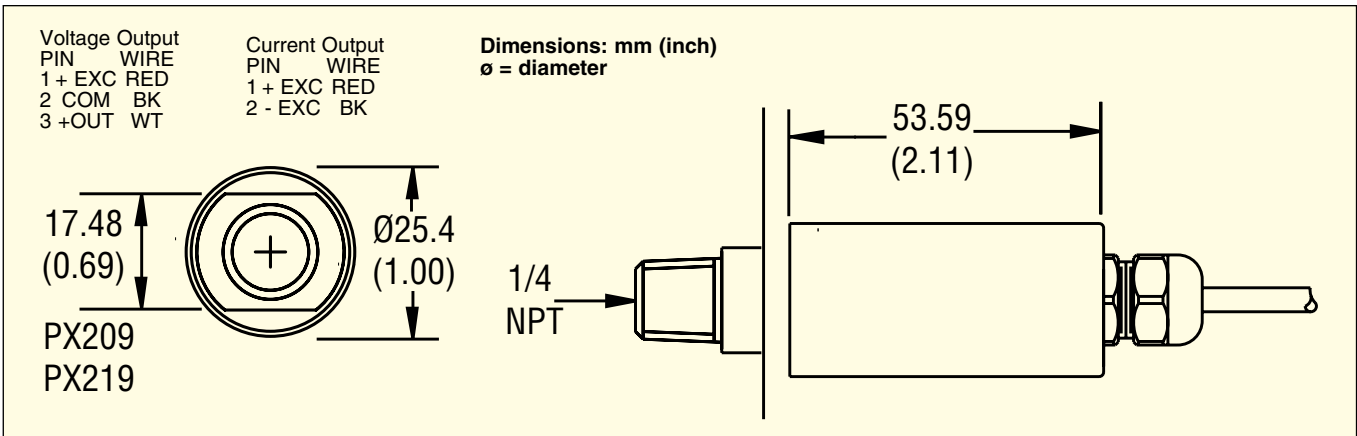 Voltage Output
PIN WIRE
1 + EXC RED
2 COM BK
3 +OUT WT
Current Output
PIN WIRE
1 + EXC RED
2 - EXC BK
Dimensions: mm (inch)
ø = diameter
17.48
(0.69)
PX209
PX219
Ø25.4
(1.00)
1/4
NPT
53.59
(2.11)